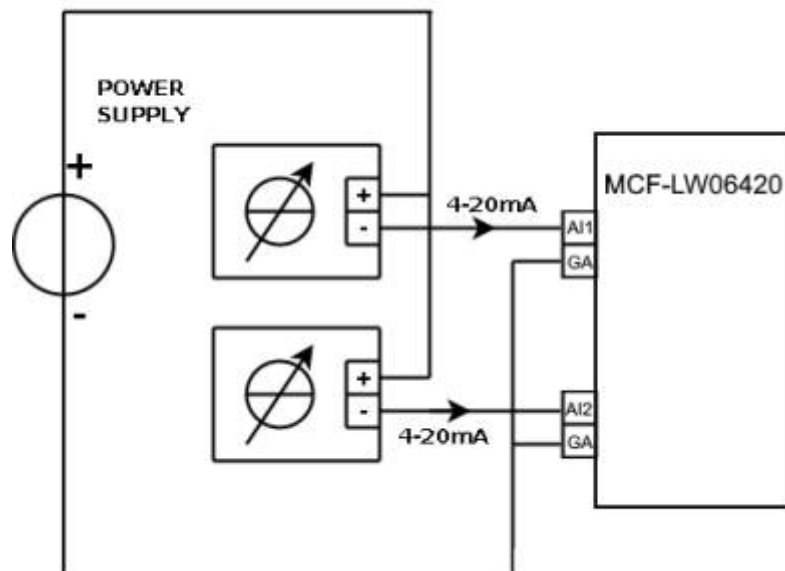 POWER
SUPPLY
+
-
+
-
4-20mA
AI1
GA
MCF-LW06420
+
-
4-20mA
AI2
GA